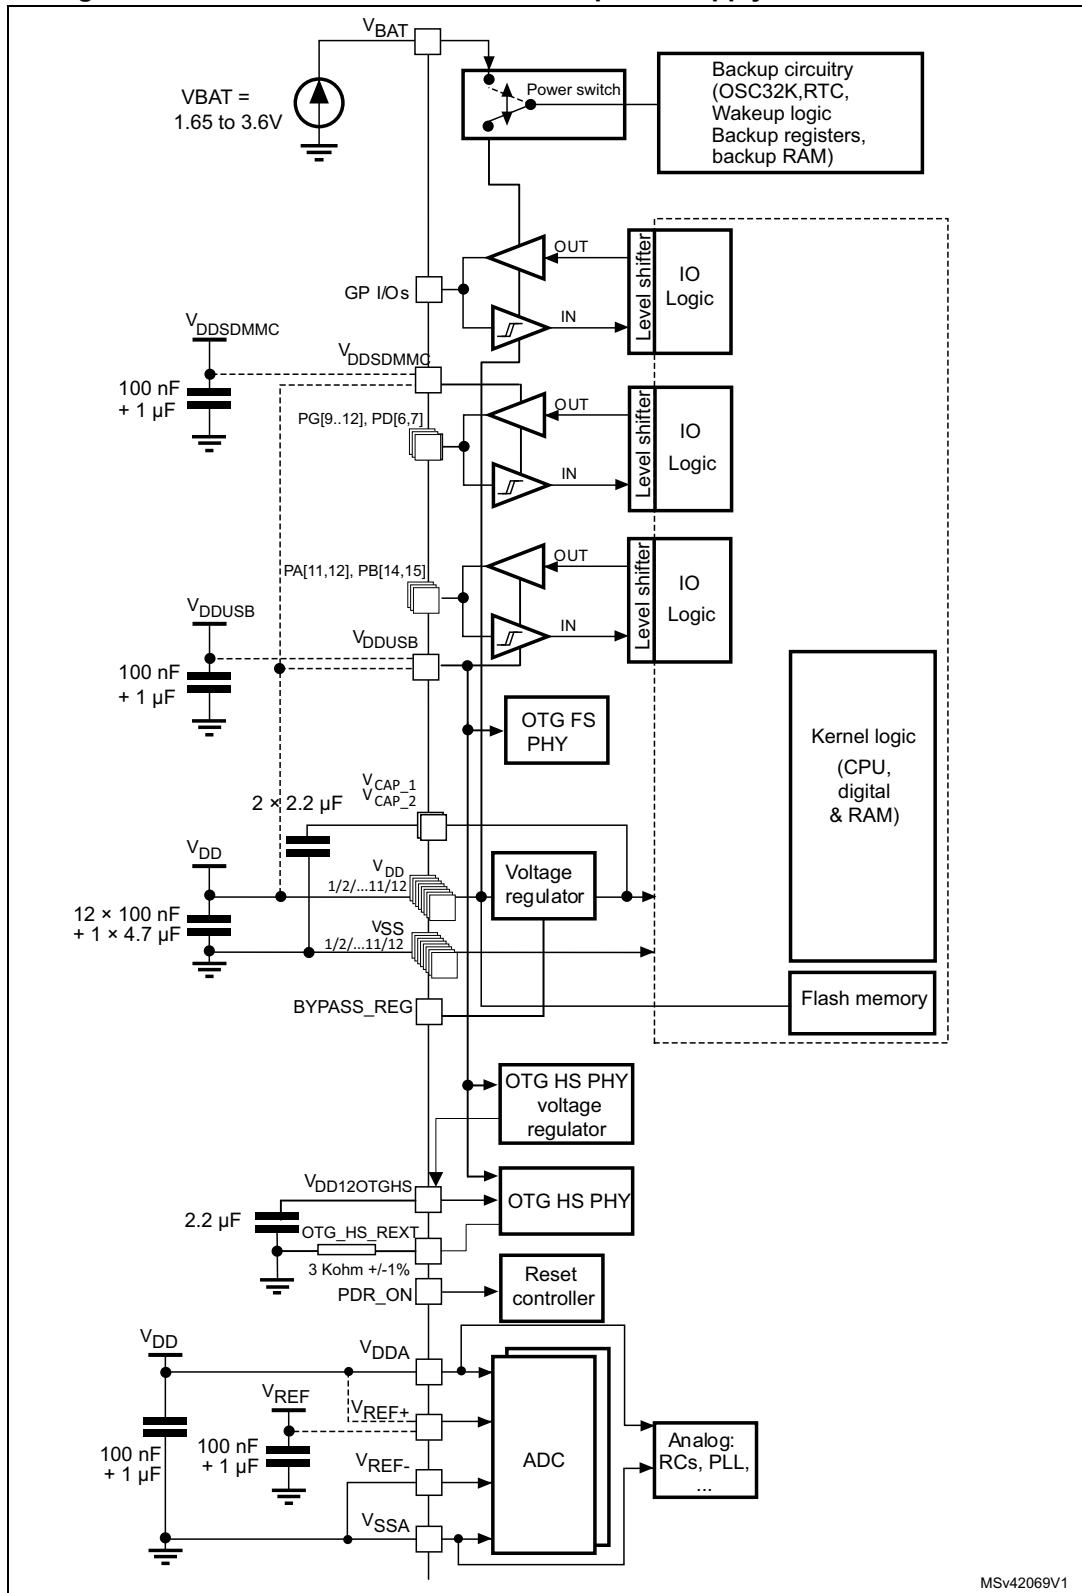 VBAT
VBAT =
1.65 to 3.6V
Power switch
Backup circuitry
(OSC32K,RTC,
Wakeup logic
Backup registers,
backup RAM)
OUT
GP I/Os
IN
Level shifter
IO
Logic
VDDSDMMC
100 nF
+ 1 µF
VDDSDMMC
PG[9..12], PD[6,7]
OUT
IN
Level shifter
IO
Logic
PA[11,12], PB[14,15]
OUT
IN
Level shifter
IO
Logic
VDDUSB
100 nF
+ 1 µF
VDDUSB
OTG FS
PHY
Kernel logic
(CPU,
digital
& RAM)
VCAP_1
VCAP_2
2 × 2.2 µF
VDD
12 × 100 nF
+ 1 × 4.7 µF
VDD
1/2/...11/12
Voltage
regulator
VSS
1/2/...11/12
BYPASS_REG
Flash memory
OTG HS PHY
voltage
regulator
VDD12OTGHS
2.2 µF
OTG HS PHY
OTG_HS_REXT
3 Kohm +/-1%
PDR_ON
Reset
controller
VDD
100 nF
+ 1 µF
VREF
100 nF
+ 1 µF
VDDA
VREF+
VREF-
VSSA
ADC
Analog:
RCs, PLL,
...
MSv42069V1